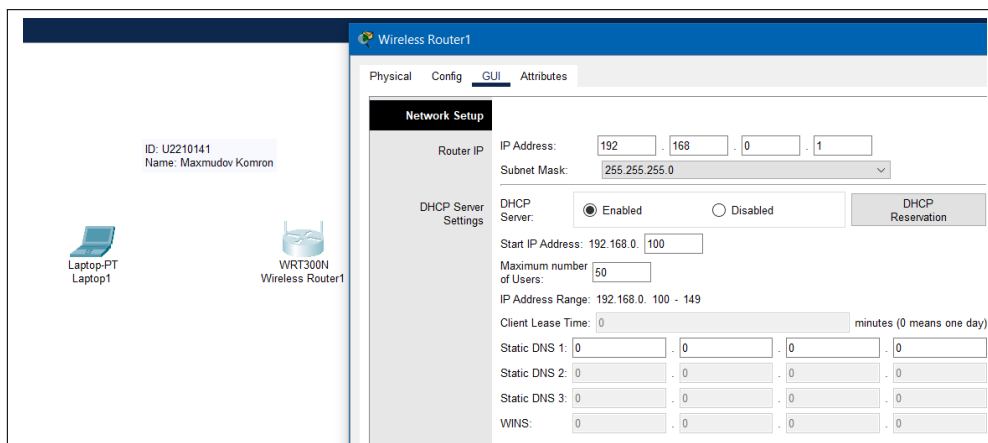 Wireless Router1
Physical Config GUI Attributes
ID: U2210141
Name: Maxmudov Komron
Laptop-PT
Laptop1
WRT300N
Wireless Router1
Network Setup
Router IP
IP Address: 192 . 168 . 0 . 1
Subnet Mask: 255.255.255.0
DHCP Server
Settings
DHCP
Server:
Enabled Disabled
DHCP
Reservation
Start IP Address: 192.168.0. 100
Maximum number
of Users: 50
IP Address Range: 192.168.0. 100 - 149
Client Lease Time: 0 minutes (0 means one day)
Static DNS 1: 0 . 0 . 0 . 0
Static DNS 2: 0 . 0 . 0 . 0
Static DNS 3: 0 . 0 . 0 . 0
WINS: 0 . 0 . 0 . 0